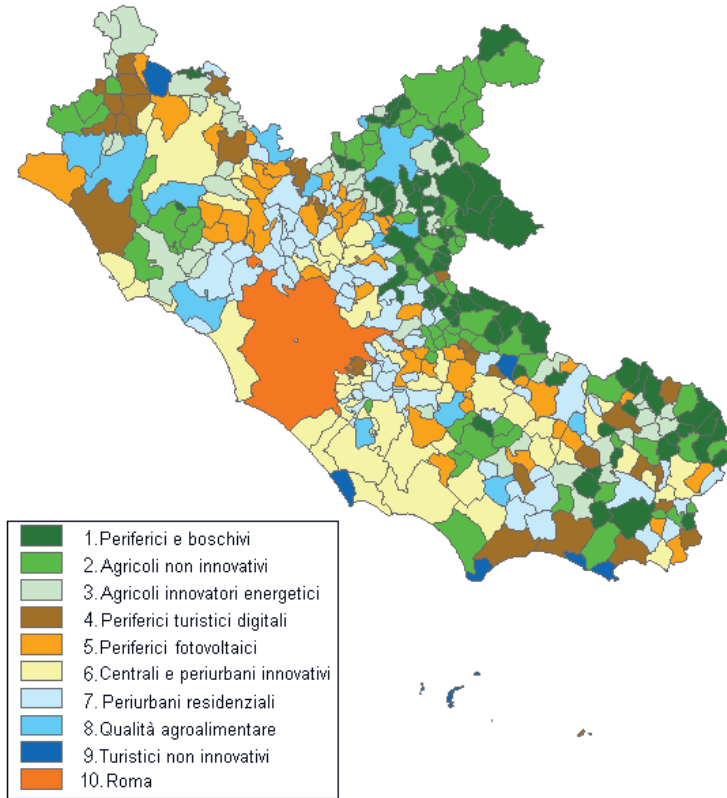 1.Periferici e boschivi
2.Agricoli non innovativi
3.Agricoli innovatori energetici
4.Periferici turistici digitali
5.Periferici fotovoltaici
6.Centrali e periurbani innovativi
7.Periurbani residenziali
8.Qualità agroalimentare
9.Turistici non innovativi
10.Roma